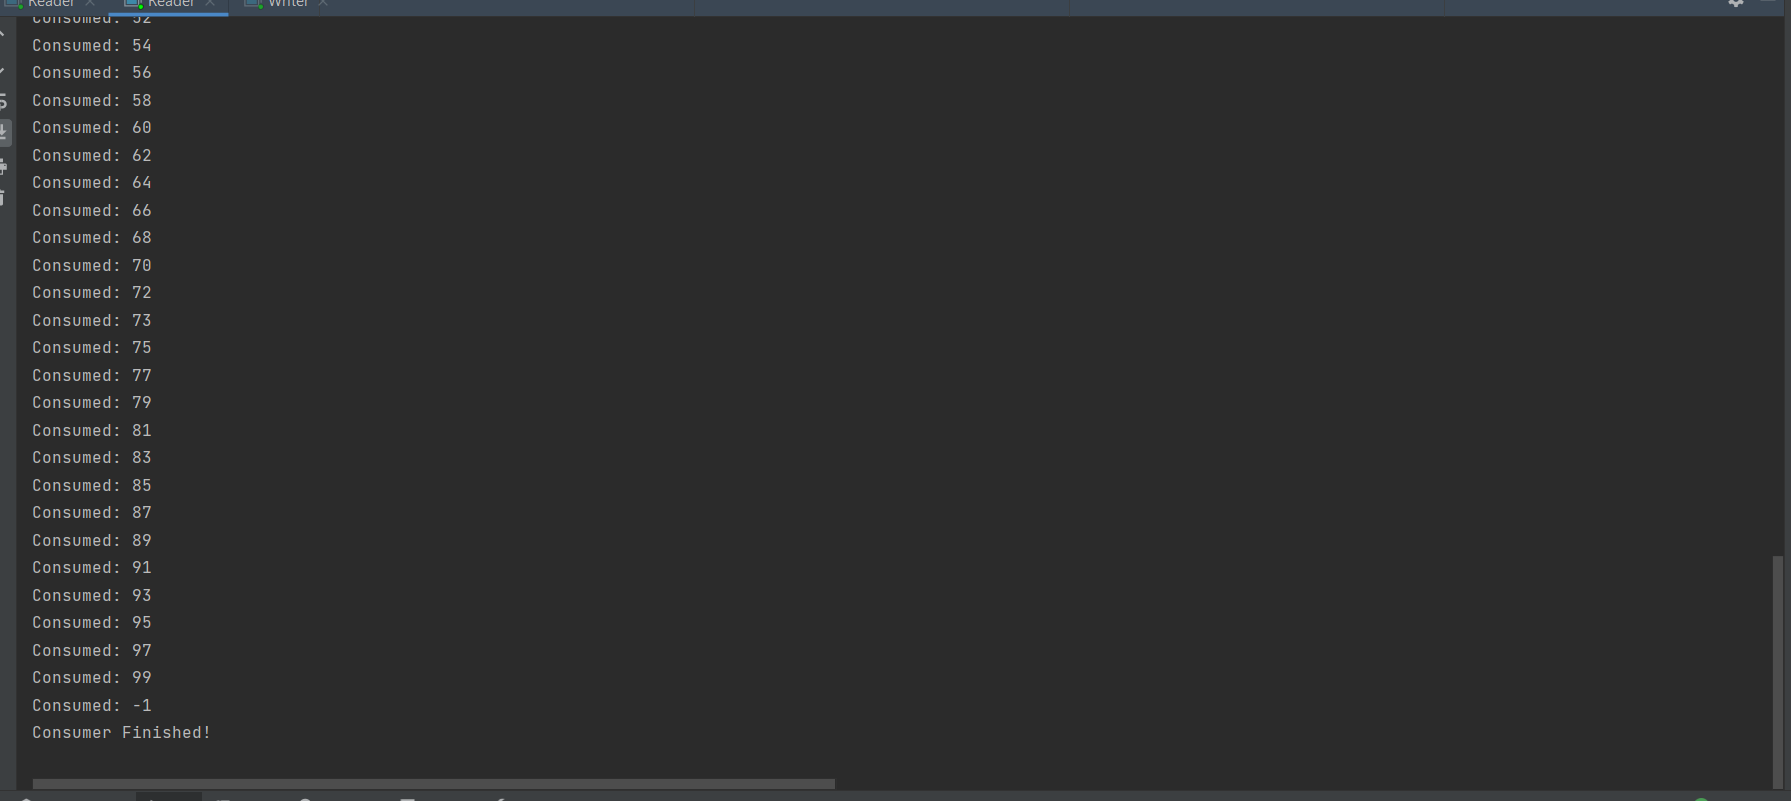 Reader Reader Writer
Consumed: 52
Consumed: 54
Consumed: 56
Consumed: 58
Consumed: 60
Consumed: 62
Consumed: 64
Consumed: 66
Consumed: 68
Consumed: 70
Consumed: 72
Consumed: 73
Consumed: 75
Consumed: 77
Consumed: 79
Consumed: 81
Consumed: 83
Consumed: 85
Consumed: 87
Consumed: 89
Consumed: 91
Consumed: 93
Consumed: 95
Consumed: 97
Consumed: 99
Consumed: -1
Consumer Finished!